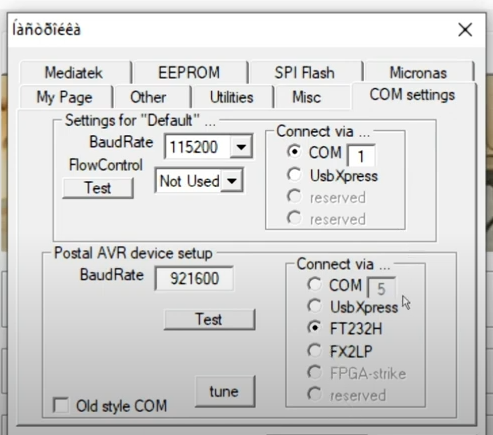 Íàñòðîéêà
Mediatek EEPROM SPI Flash Micronas
My Page Other Utilities Misc COM settings
Settings for "Default" ...
BaudRate 115200
FlowControl
Test Not Used
Connect via ...
COM 1
UsbXpress
reserved
reserved
Postal AVR device setup
BaudRate 921600
Test
tune
Old style COM
Connect via ...
COM 5
UsbXpress
FT232H
FX2LP
FPGA-strike
reserved